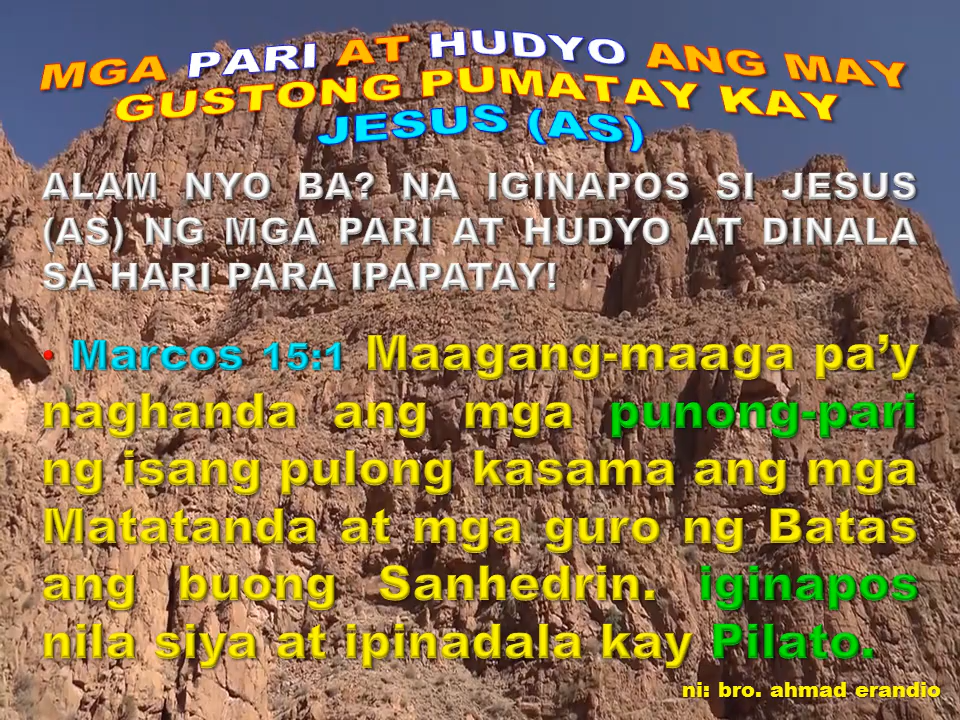 MGA PARI AT HUDYO ANG MAY
GUSTONG PUMATAY KAY
JESUS (AS)
ALAM NYO BA? NA IGINAPOS SI JESUS
(AS) NG MGA PARI AT HUDYO AT DINALA
SA HARI PARA IPAPATAY!
• Marcos 15:1 Maagang-maaga pa’y
naghanda ang mga punong-pari
ng isang pulong kasama ang mga
Matatanda at mga guro ng Batas
ang buong Sanhedrin. iginapos
nila siya at ipinadala kay Pilato.
ni: bro. ahmad erandio